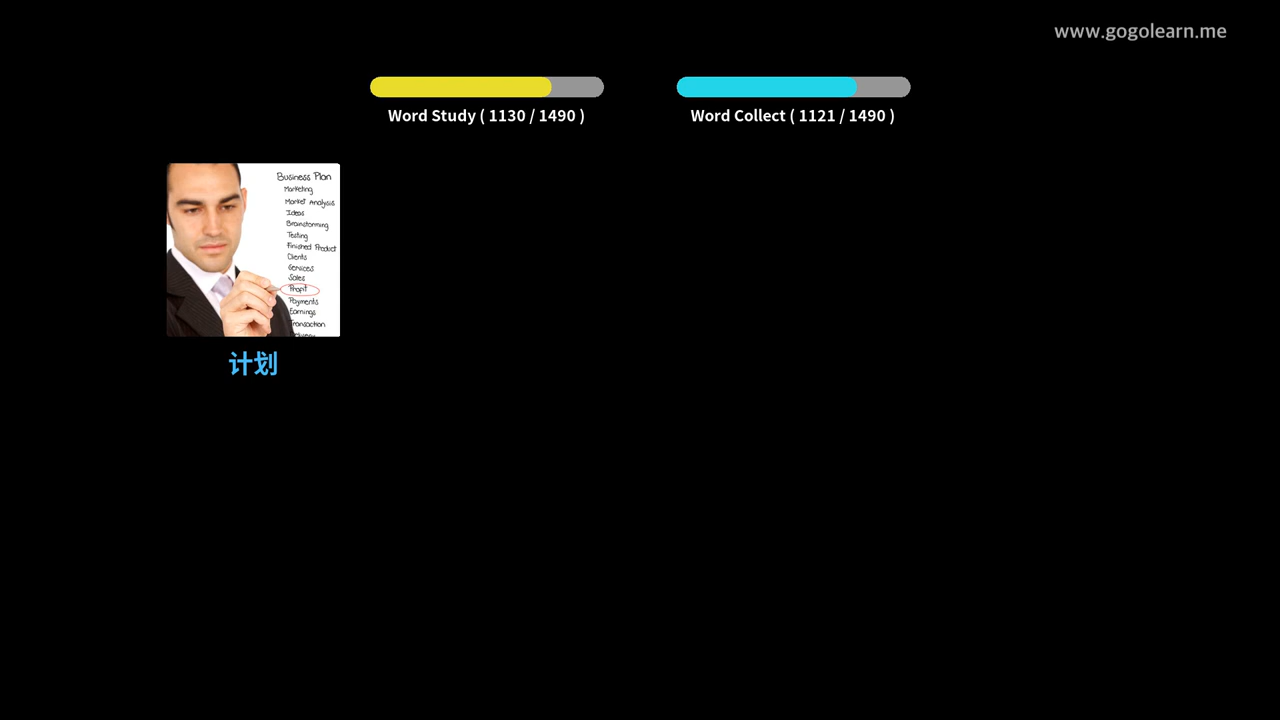 www.gogolearn.me
Word Study ( 1130 / 1490 )
Word Collect ( 1121 / 1490 )
Business Plan
Marketing
Market Analysis
Ideas
Brainstorming
Testing
Finished Product
Clients
Services
Sales
Profit
Payments
Earnings
Transaction
Delivery
计划